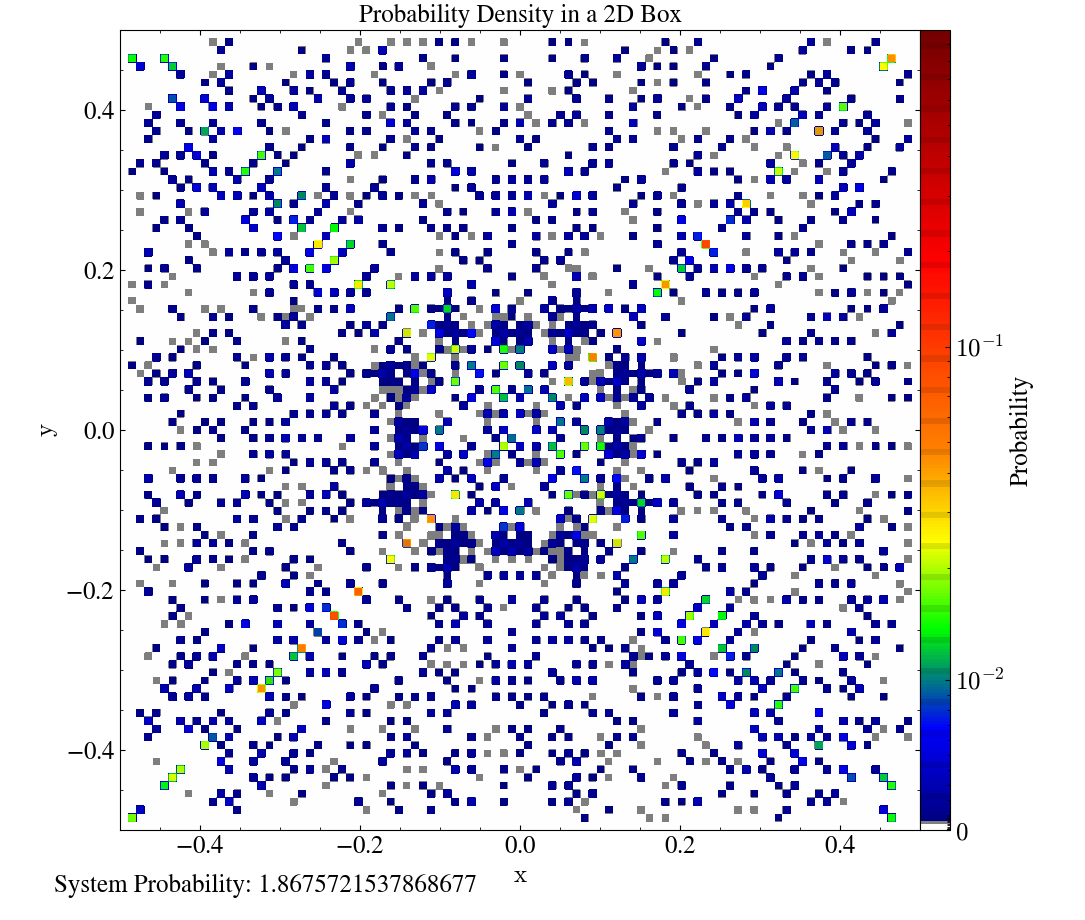 Probability Density in a 2D Box
y
0.4
0.2
0.0
−0.2
−0.4
−0.4 −0.2 0.0 0.2 0.4
x
10⁻¹
10⁻²
0
Probability
System Probability: 1.8675721537868677